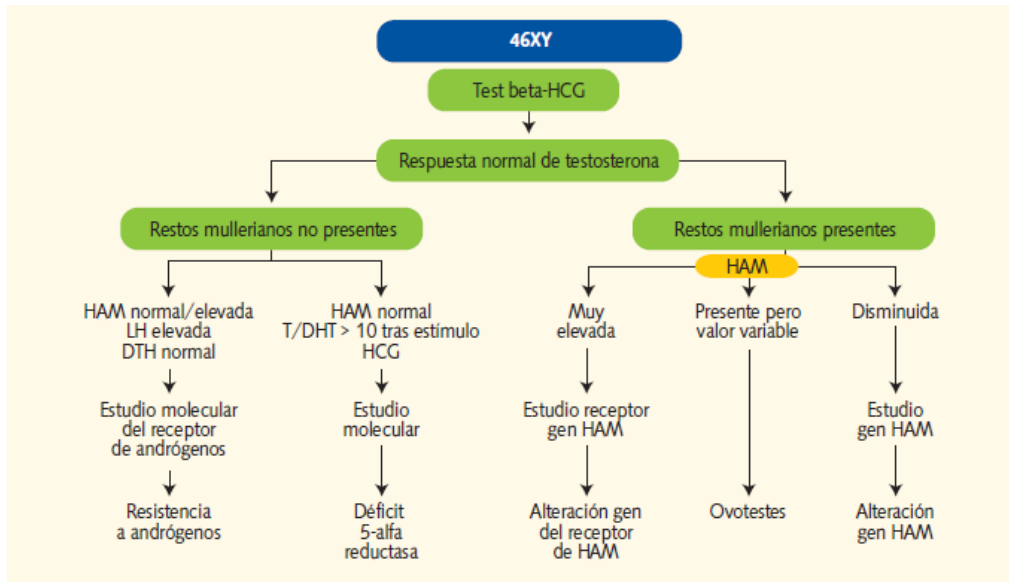 46XY
Test beta-HCG
Respuesta normal de testosterona
Restos mullerianos no presentes
Restos mullerianos presentes
HAM
HAM normal/elevada
LH elevada
DTH normal
HAM normal
T/DHT > 10 tras estímulo
HCG
Muy
elevada
Presente pero
valor variable
Disminuida
Estudio molecular
del receptor
de andrógenos
Estudio
molecular
Estudio receptor
gen HAM
Estudio
gen HAM
Resistencia
a andrógenos
Déficit
5-alfa
reductasa
Alteración gen
del receptor
de HAM
Ovotestes
Alteración
gen HAM